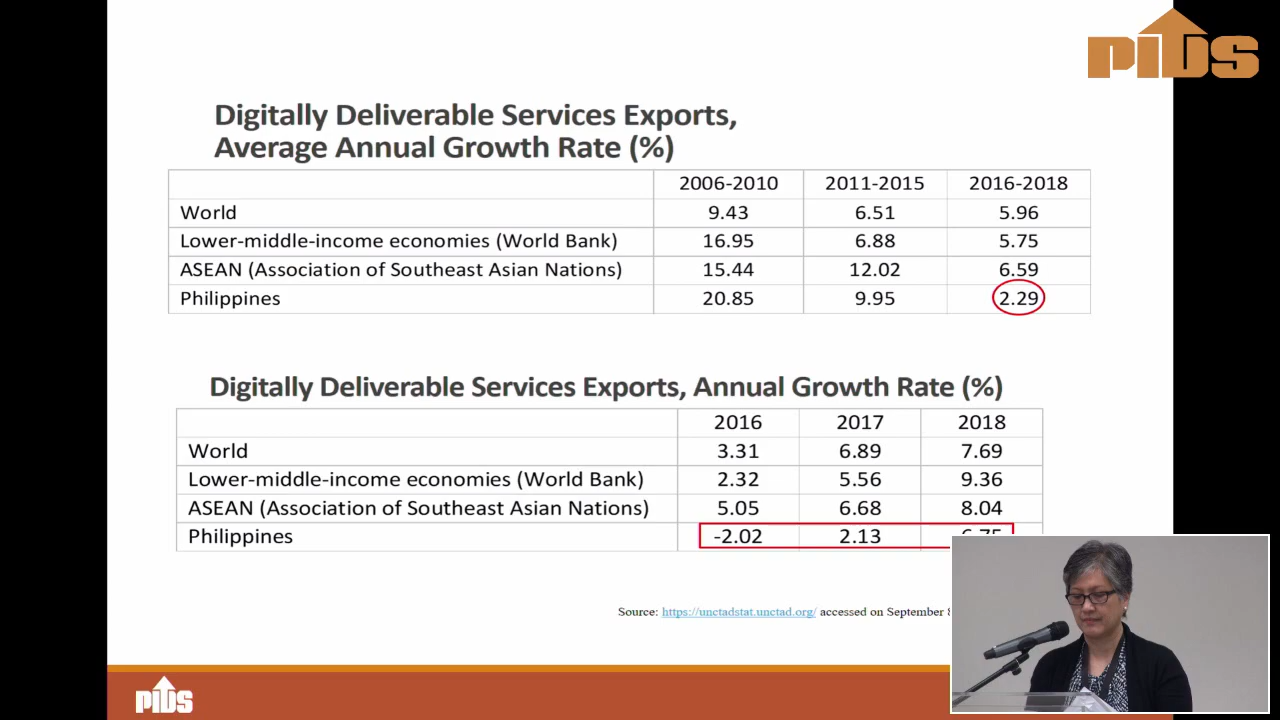 PIDS
Digitally Deliverable Services Exports,
Average Annual Growth Rate (%)
2006-2010 2011-2015 2016-2018
World 9.43 6.51 5.96
Lower-middle-income economies (World Bank) 16.95 6.88 5.75
ASEAN (Association of Southeast Asian Nations) 15.44 12.02 6.59
Philippines 20.85 9.95 2.29
Digitally Deliverable Services Exports, Annual Growth Rate (%)
2016 2017 2018
World 3.31 6.89 7.69
Lower-middle-income economies (World Bank) 2.32 5.56 9.36
ASEAN (Association of Southeast Asian Nations) 5.05 6.68 8.04
Philippines -2.02 2.13
Source: https://unctadstat.unctad.org/ accessed on September
PIDS